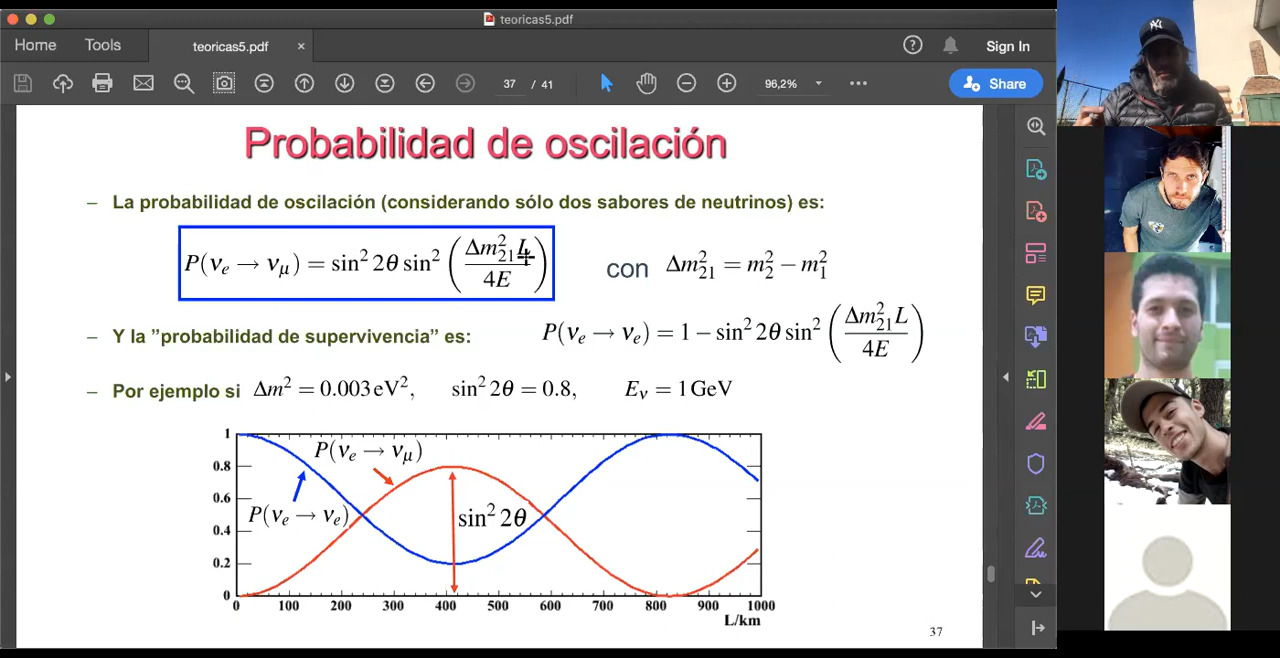 teoricas5.pdf
Home Tools teoricas5.pdf × Sign In
37 / 41 96,2% Share
Probabilidad de oscilación
– La probabilidad de oscilación (considerando sólo dos sabores de neutrinos) es:
P(νe → νμ) = sin² 2θ sin² (Δm²21 L / 4E) con Δm²21 = m²2 − m²1
– Y la ”probabilidad de supervivencia” es: P(νe → νe) = 1 − sin² 2θ sin² (Δm²21 L / 4E)
– Por ejemplo si Δm² = 0.003 eV², sin² 2θ = 0.8, Eν = 1 GeV
1
P(νe → νμ)
0.8
0.6
P(νe → νe) sin² 2θ
0.4
0.2
0
0 100 200 300 400 500 600 700 800 900 1000
L/km
37